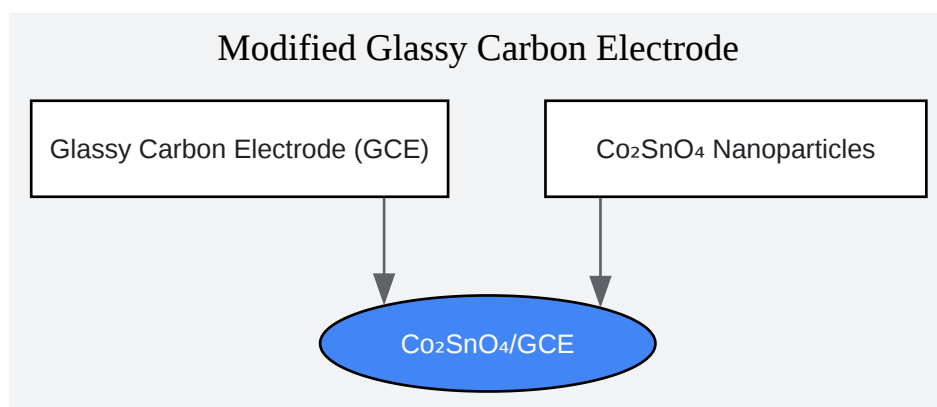 Modified Glassy Carbon Electrode
Glassy Carbon Electrode (GCE)
Co₂SnO₄ Nanoparticles
Co₂SnO₄/GCE